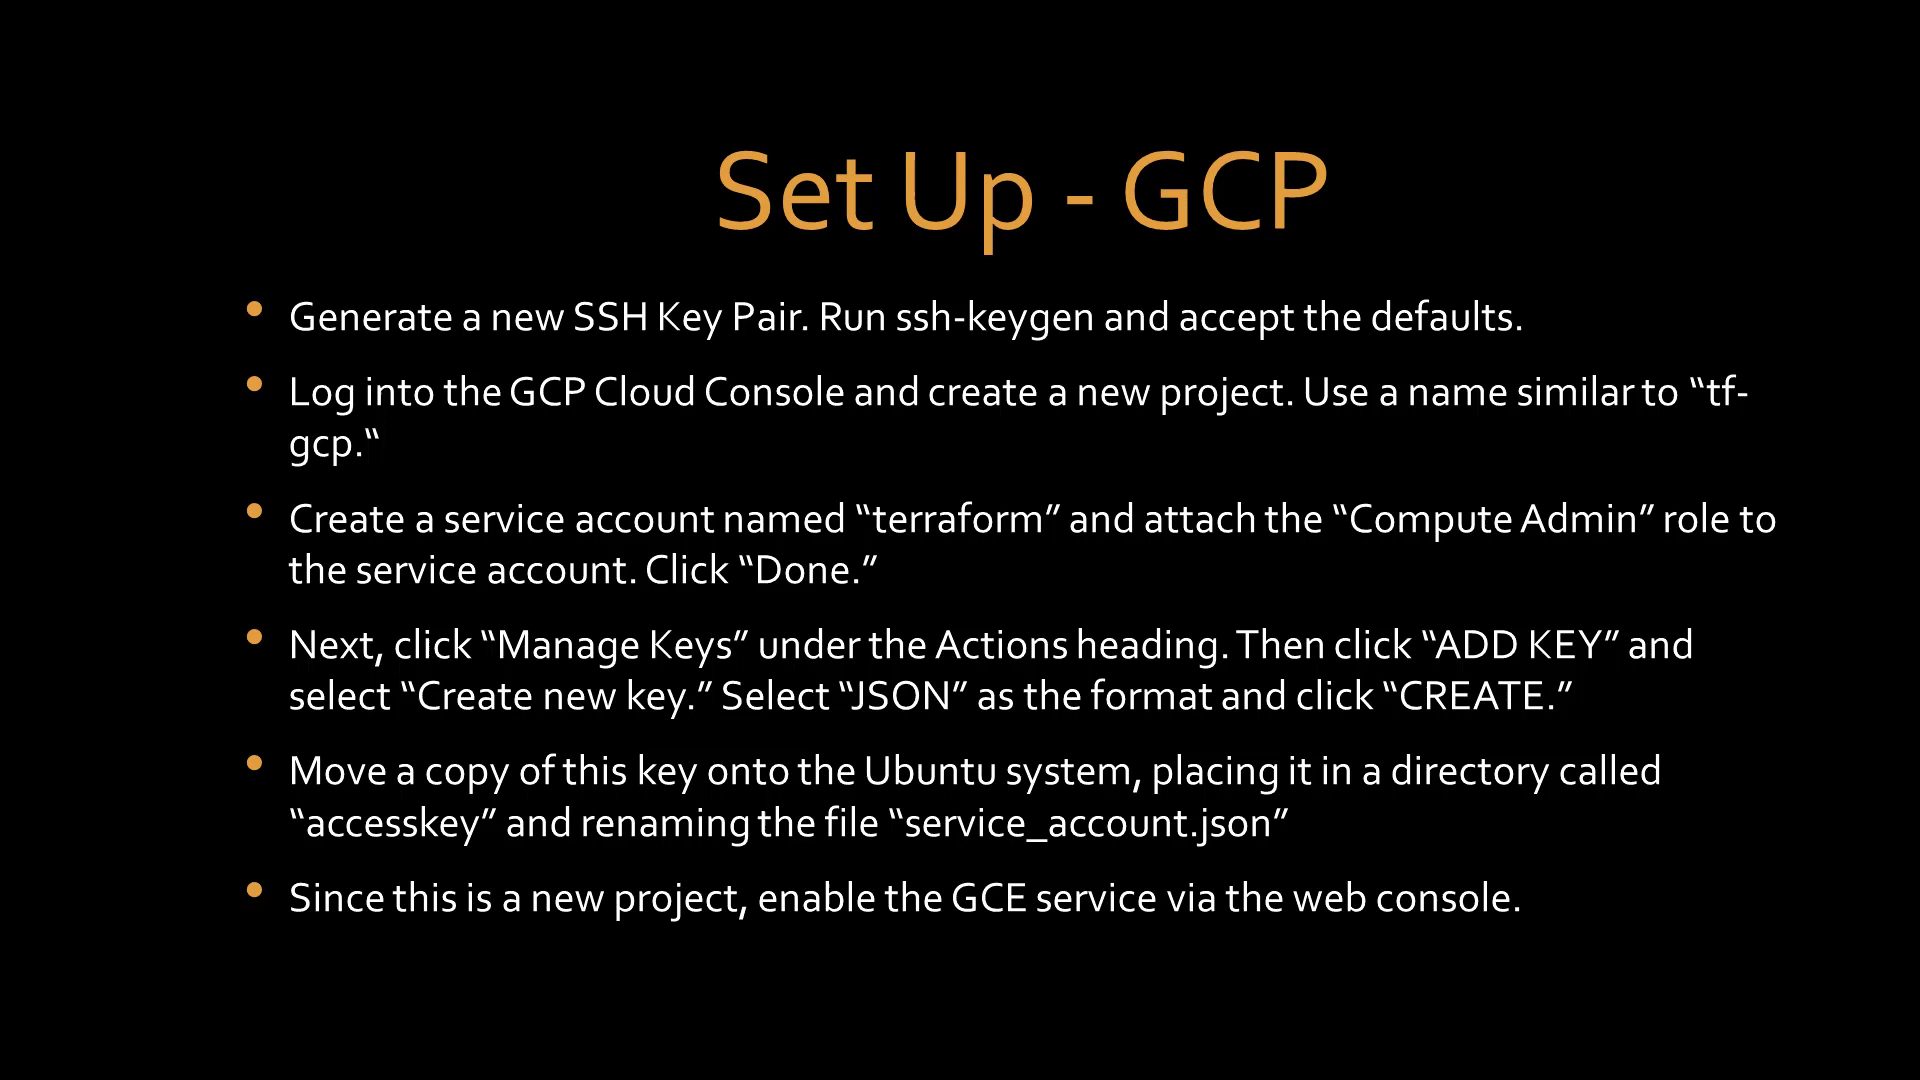 Set Up - GCP
• Generate a new SSH Key Pair. Run ssh-keygen and accept the defaults.
• Log into the GCP Cloud Console and create a new project. Use a name similar to “tf-
gcp.“
• Create a service account named “terraform” and attach the “Compute Admin” role to
the service account. Click “Done.”
• Next, click “Manage Keys” under the Actions heading. Then click “ADD KEY” and
select “Create new key.” Select “JSON” as the format and click “CREATE.”
• Move a copy of this key onto the Ubuntu system, placing it in a directory called
“accesskey” and renaming the file “service_account.json”
• Since this is a new project, enable the GCE service via the web console.